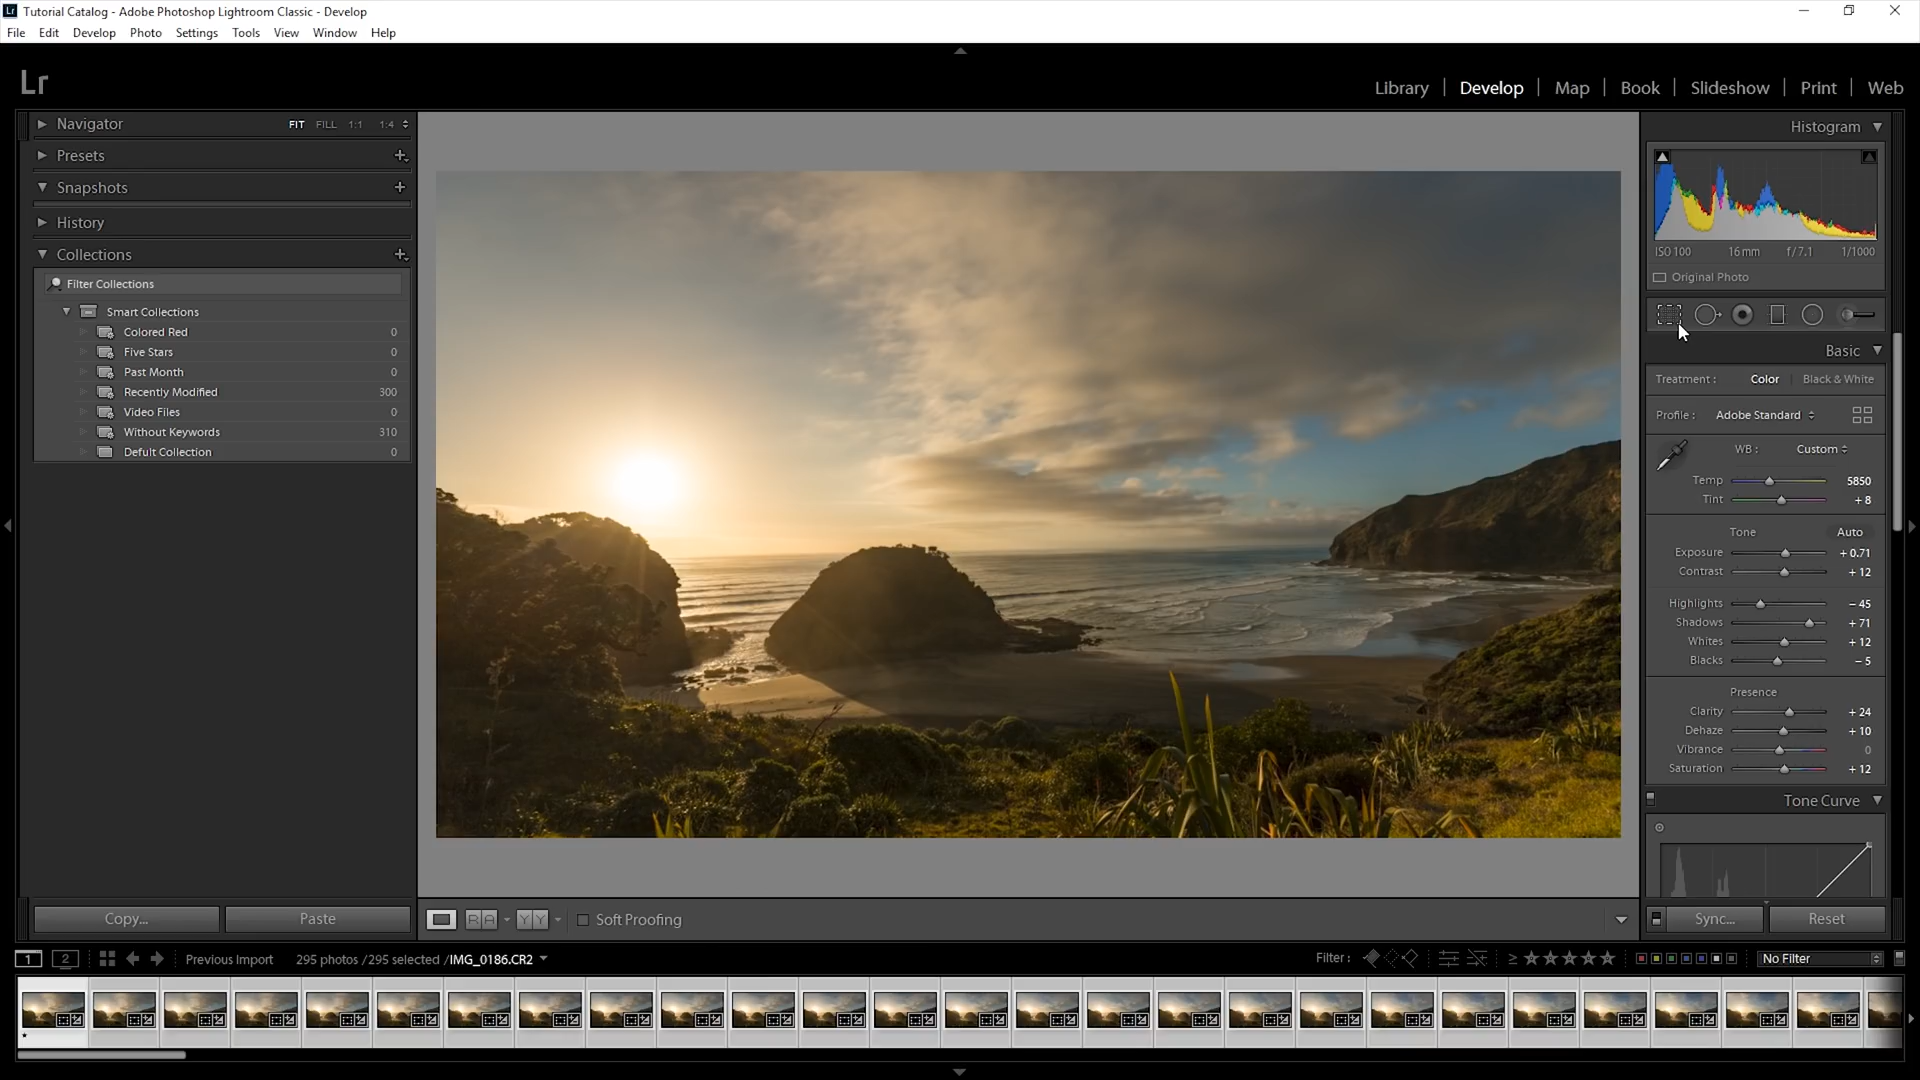 Tutorial Catalog - Adobe Photoshop Lightroom Classic - Develop
File Edit Develop Photo Settings Tools View Window Help
Lr
Library | Develop | Map | Book | Slideshow | Print | Web
Navigator FIT FILL 1:1 1:4
Presets
Snapshots
History
Collections
Filter Collections
Smart Collections
Colored Red 0
Five Stars 0
Past Month 0
Recently Modified 300
Video Files 0
Without Keywords 310
Defult Collection 0
Copy... Paste
Histogram
ISO 100 16 mm f / 7.1 1/1000
Original Photo
Basic
Treatment : Color Black & White
Profile : Adobe Standard
WB : Custom
Temp 5850
Tint + 8
Tone Auto
Exposure + 0.71
Contrast + 12
Highlights − 45
Shadows + 71
Whites + 12
Blacks − 5
Presence
Clarity + 24
Dehaze + 10
Vibrance 0
Saturation + 12
Tone Curve
R A Y Y Soft Proofing
Sync... Reset
1 2 Previous Import 295 photos / 295 selected / IMG_0186.CR2 Filter : ≥ No Filter